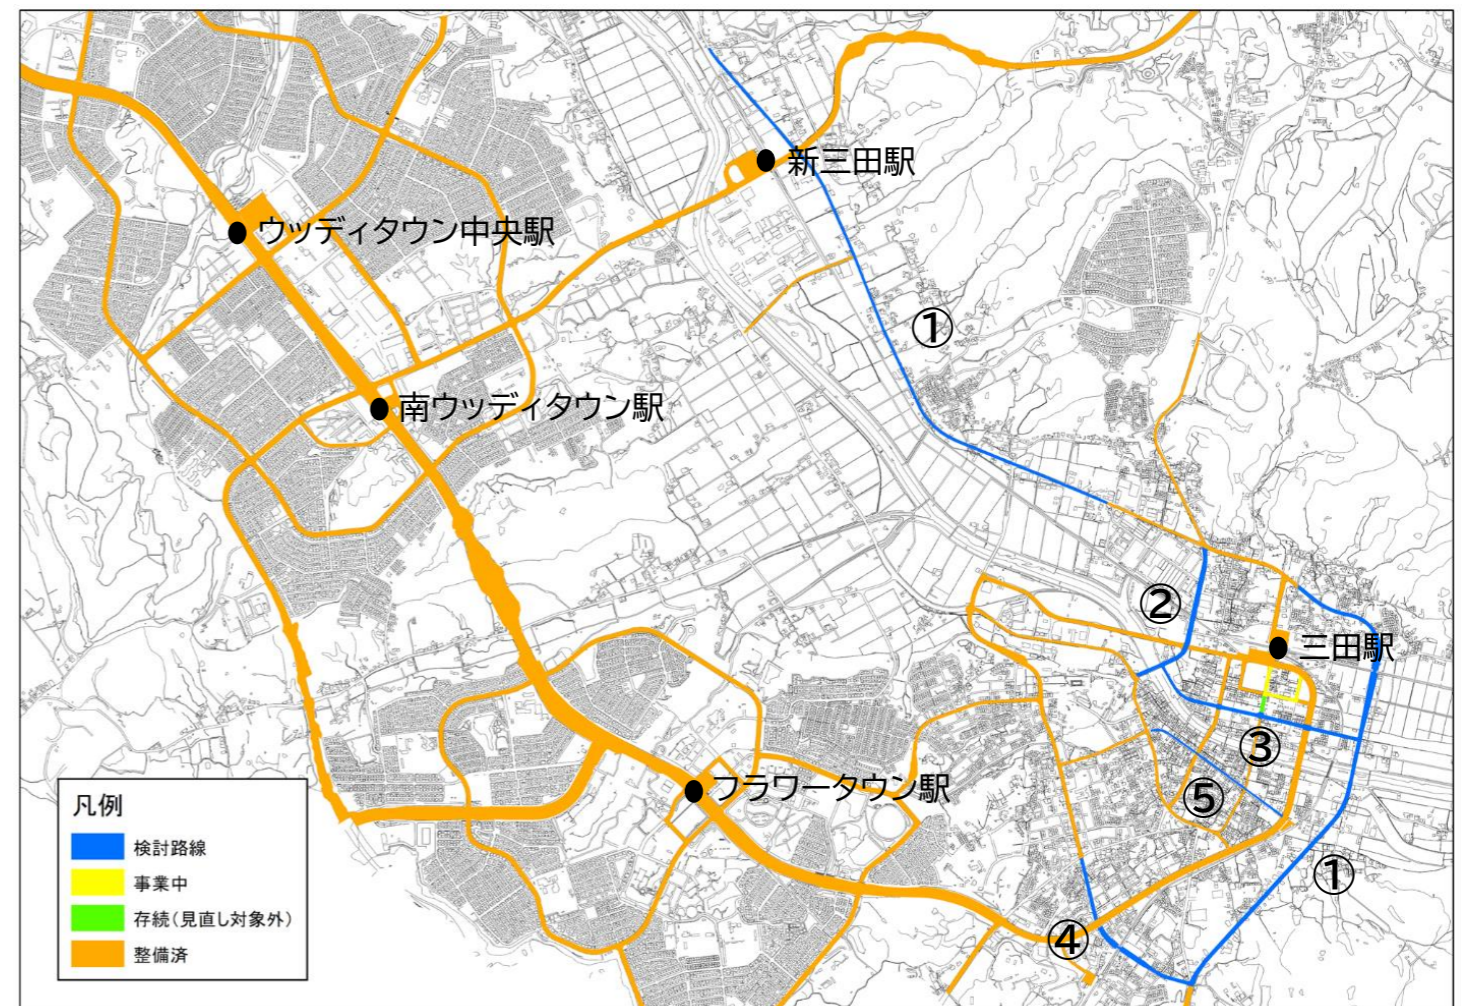 新三田駅
ウッディタウン中央駅
①
南ウッディタウン駅
②
三田駅
③
フラワータウン駅
⑤
①
④
凡例
検討路線
事業中
存続(見直し対象外)
整備済